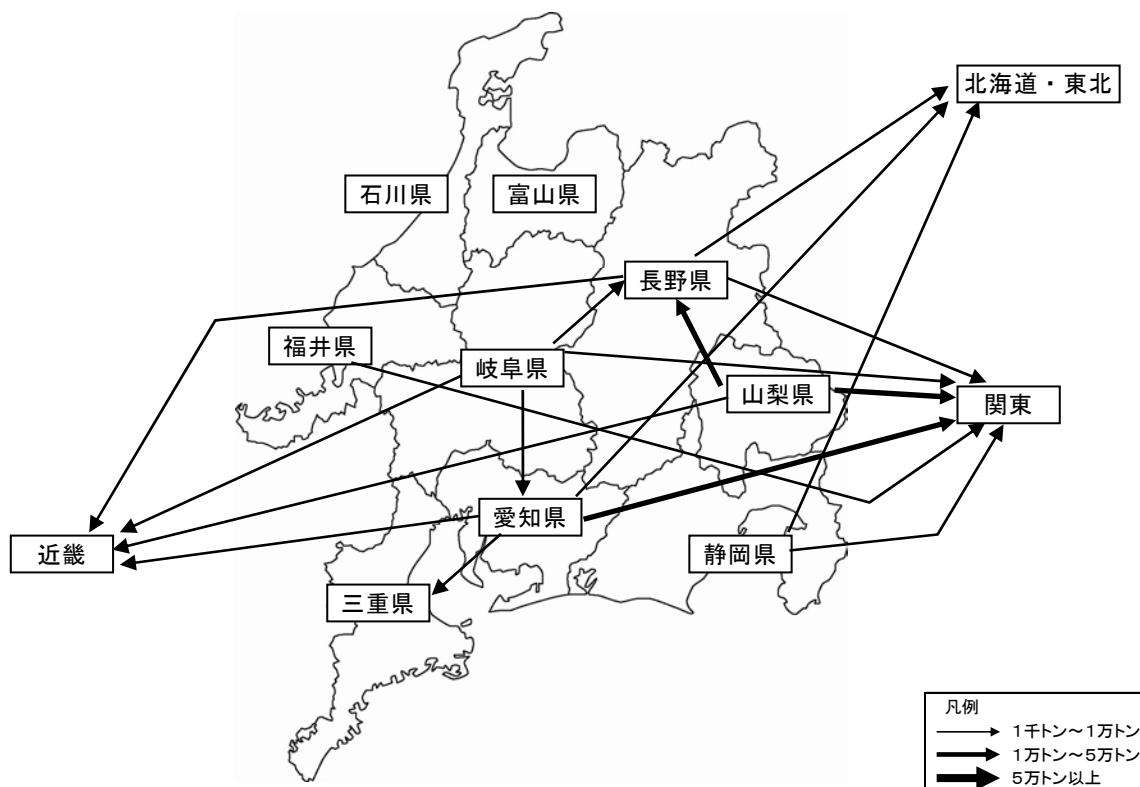 北海道・東北
石川県
富山県
長野県
福井県
岐阜県
山梨県
関東
愛知県
近畿
静岡県
三重県
凡例
1千トン～1万トン
1万トン～5万トン
5万トン以上